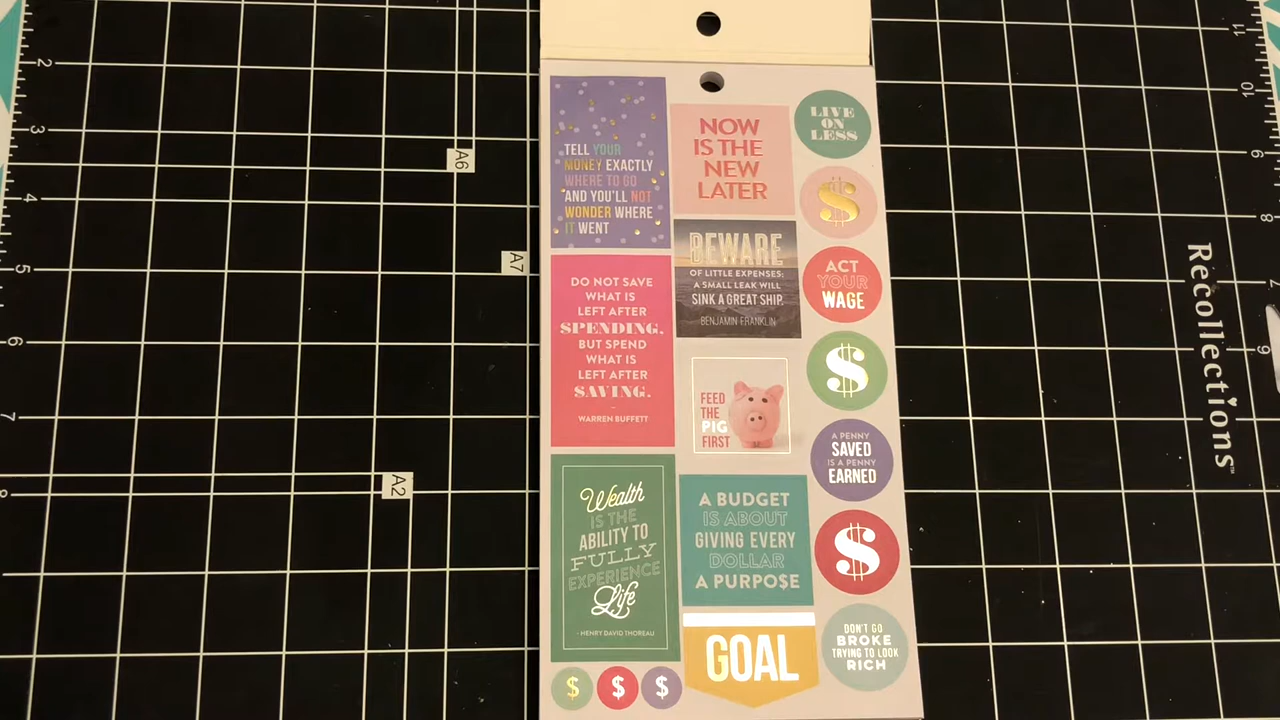 TELL YOUR
MONEY EXACTLY
WHERE TO GO
AND YOU'LL NOT
WONDER WHERE
IT WENT
NOW
IS THE
NEW
LATER
LIVE
ON
LESS
$
BEWARE
OF LITTLE EXPENSES:
A SMALL LEAK WILL
SINK A GREAT SHIP.
BENJAMIN FRANKLIN
ACT
YOUR
WAGE
DO NOT SAVE
WHAT IS
LEFT AFTER
SPENDING,
BUT SPEND
WHAT IS
LEFT AFTER
SAVING.
-
WARREN BUFFETT
FEED
THE
PIG
FIRST
$
A PENNY
SAVED
IS A PENNY
EARNED
Wealth
IS THE
ABILITY TO
FULLY
EXPERIENCE
Life
- HENRY DAVID THOREAU
A BUDGET
IS ABOUT
GIVING EVERY
DOLLAR
A PURPO$E
$
GOAL
DON'T GO
BROKE
TRYING TO LOOK
RICH
$ $ $
2
3
4
5
6
7
8
A6
A7
A2
11
10
9
8
7
6
Recollections™